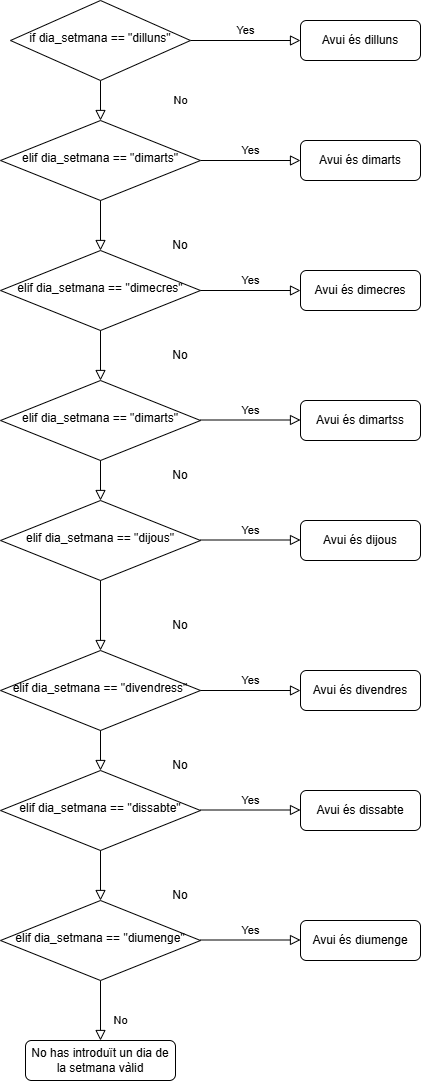 if dia_setmana == "dilluns"
Yes
Avui és dilluns
No
elif dia_setmana == "dimarts"
Yes
Avui és dimarts
No
elif dia_setmana == "dimecres"
Yes
Avui és dimecres
No
elif dia_setmana == "dimarts"
Yes
Avui és dimartss
No
elif dia_setmana == "dijous"
Yes
Avui és dijous
No
elif dia_setmana == "divendress"
Yes
Avui és divendres
No
elif dia_setmana == "dissabte"
Yes
Avui és dissabte
No
elif dia_setmana == "diumenge"
Yes
Avui és diumenge
No
No has introduït un dia de
la setmana vàlid